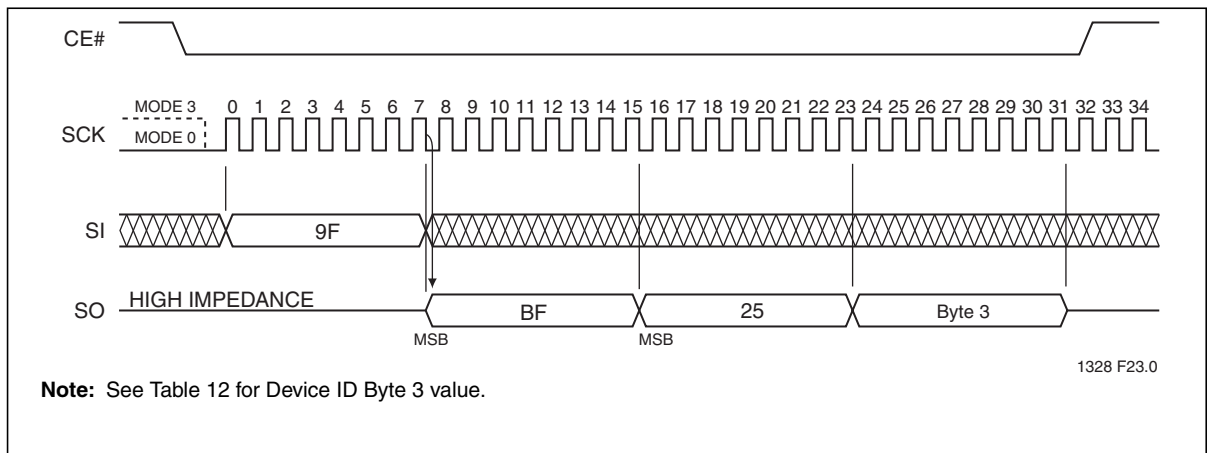 CE#
MODE 3
0 1 2 3 4 5 6 7 8 9 10 11 12 13 14 15 16 17 18 19 20 21 22 23 24 25 26 27 28 29 30 31 32 33 34
SCK
MODE 0
SI
9F
SO
HIGH IMPEDANCE
BF
25
Byte 3
MSB
MSB
1328 F23.0
Note: See Table 12 for Device ID Byte 3 value.